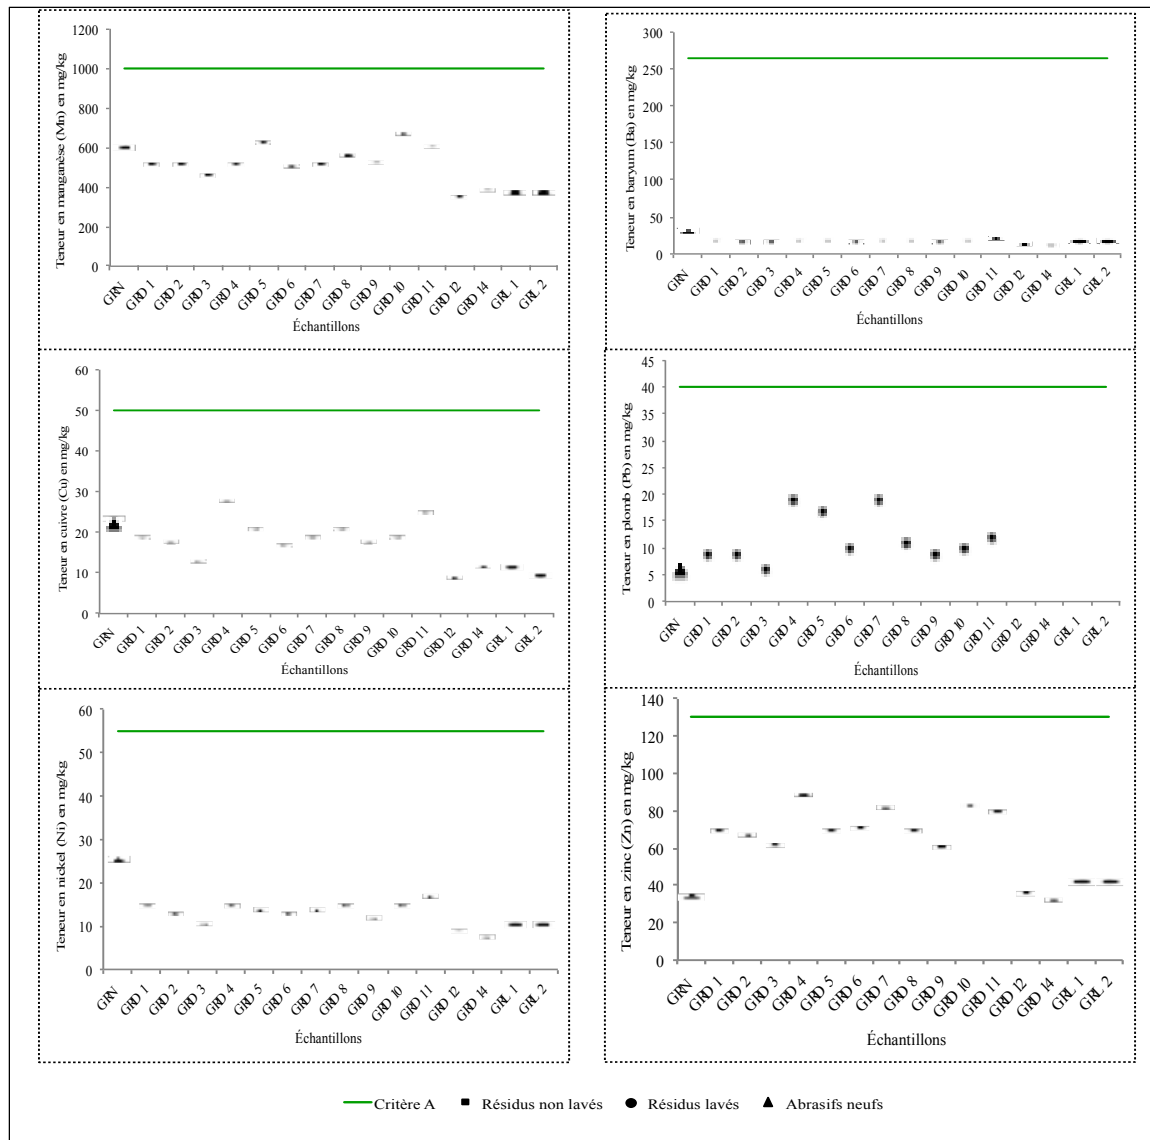 Teneur en manganèse (Mn) en mg/kg
1200
1000
800
600
400
200
0
GRN GRD 1 GRD 2 GRD 3 GRD 4 GRD 5 GRD 6 GRD 7 GRD 8 GRD 9 GRD 10 GRD 11 GRD 12 GRD 14 GRL 1 GRL 2
Échantillons
Teneur en baryum (Ba) en mg/kg
300
250
200
150
100
50
0
GRN GRD 1 GRD 2 GRD 3 GRD 4 GRD 5 GRD 6 GRD 7 GRD 8 GRD 9 GRD 10 GRD 11 GRD 12 GRD 14 GRL 1 GRL 2
Échantillons
Teneur en cuivre (Cu) en mg/kg
60
50
40
30
20
10
0
GRN GRD 1 GRD 2 GRD 3 GRD 4 GRD 5 GRD 6 GRD 7 GRD 8 GRD 9 GRD 10 GRD 11 GRD 12 GRD 14 GRL 1 GRL 2
Échantillons
Teneur en plomb (Pb) en mg/kg
45
40
35
30
25
20
15
10
5
0
GRN GRD 1 GRD 2 GRD 3 GRD 4 GRD 5 GRD 6 GRD 7 GRD 8 GRD 9 GRD 10 GRD 11 GRD 12 GRD 14 GRL 1 GRL 2
Échantillons
Teneur en nickel (Ni) en mg/kg
60
50
40
30
20
10
0
GRN GRD 1 GRD 2 GRD 3 GRD 4 GRD 5 GRD 6 GRD 7 GRD 8 GRD 9 GRD 10 GRD 11 GRD 12 GRD 14 GRL 1 GRL 2
Échantillons
Teneur en zinc (Zn) en mg/kg
140
120
100
80
60
40
20
0
GRN GRD 1 GRD 2 GRD 3 GRD 4 GRD 5 GRD 6 GRD 7 GRD 8 GRD 9 GRD 10 GRD 11 GRD 12 GRD 14 GRL 1 GRL 2
Échantillons
Critère A Résidus non lavés Résidus lavés Abrasifs neufs